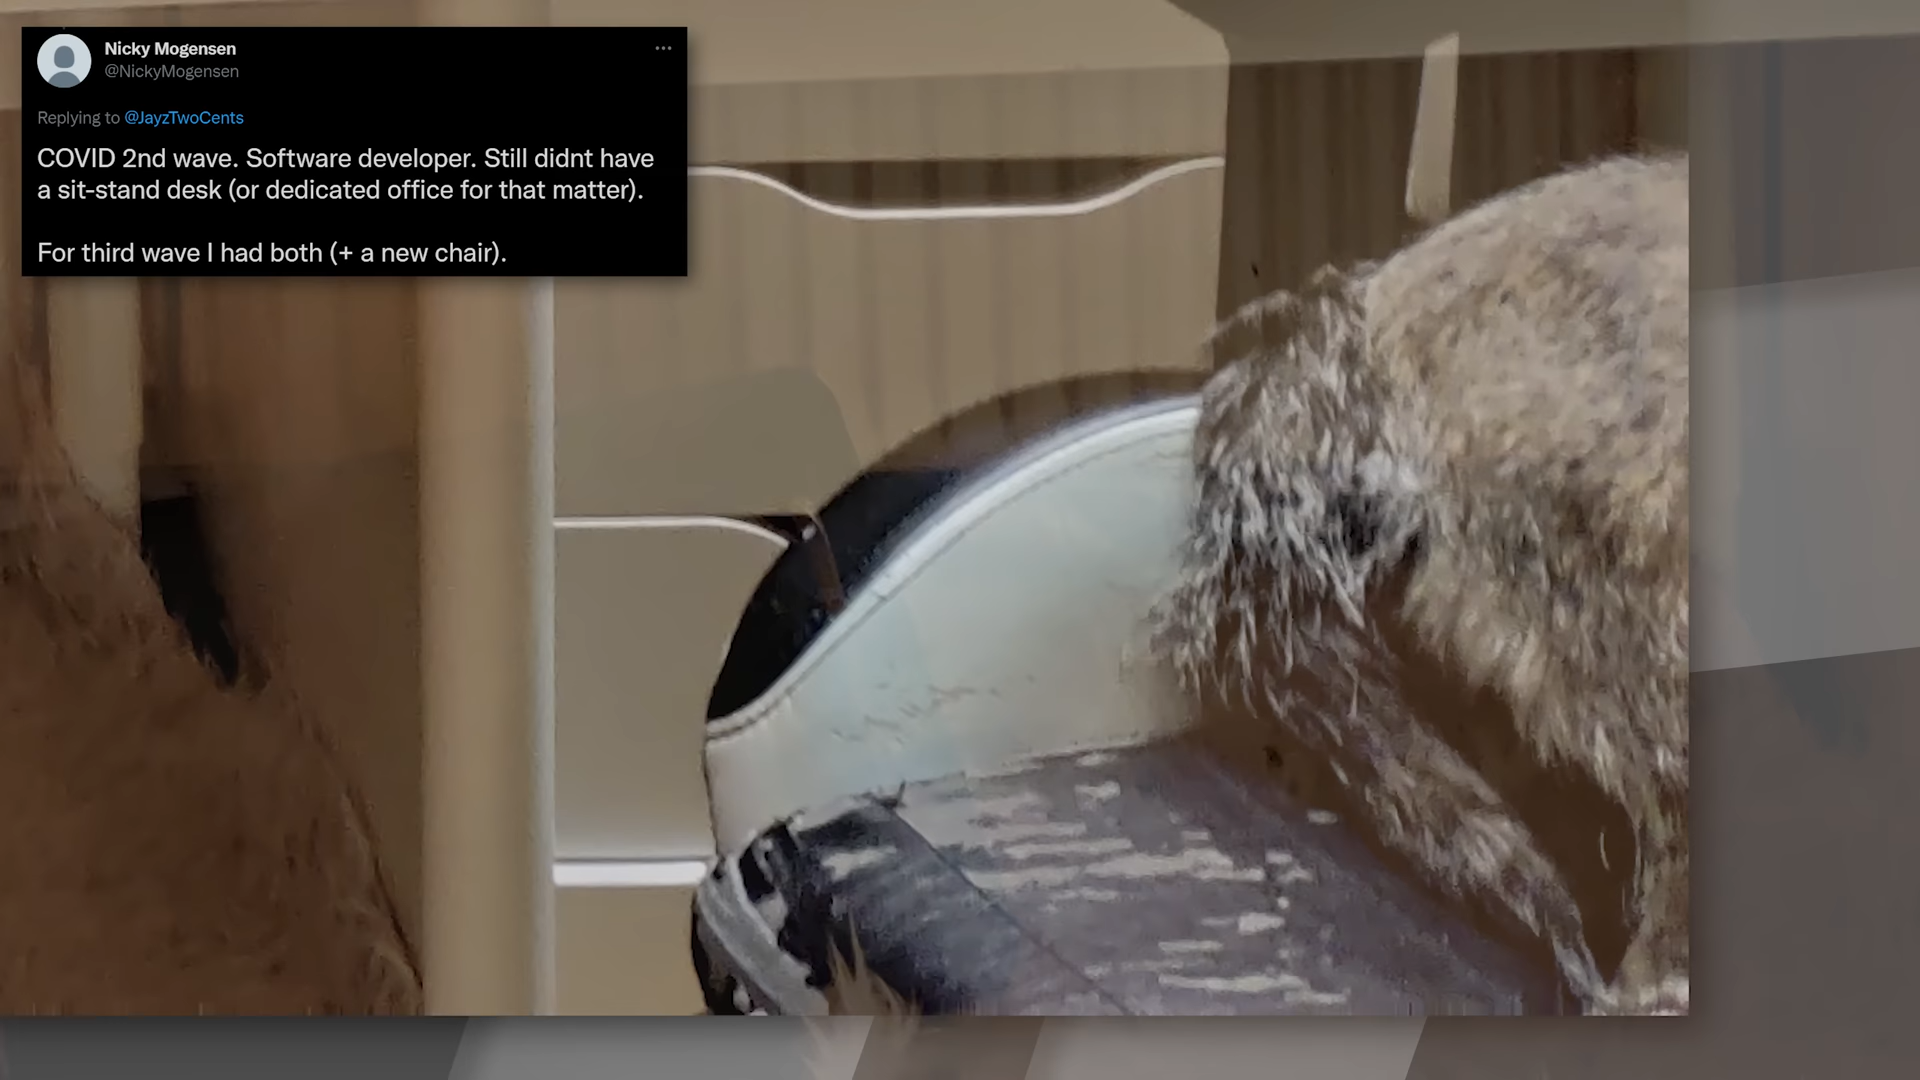 Nicky Mogensen
@NickyMogensen
Replying to @JayzTwoCents
COVID 2nd wave. Software developer. Still didnt have
a sit-stand desk (or dedicated office for that matter).
For third wave I had both (+ a new chair).